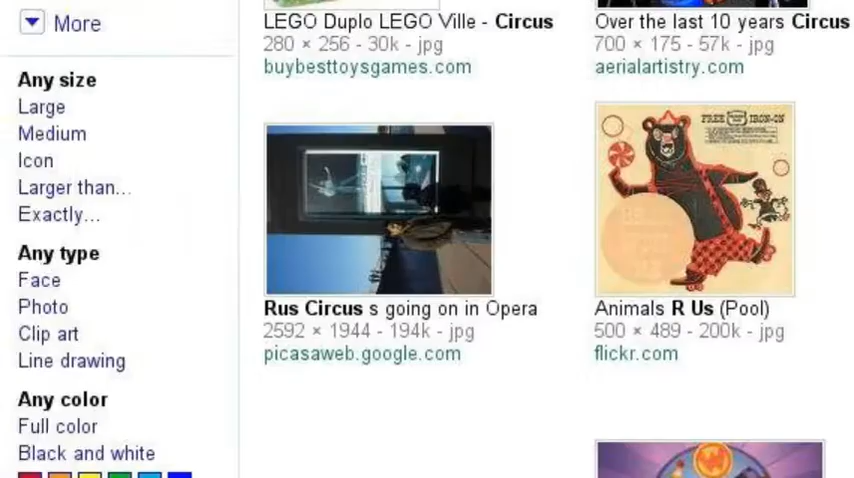 More
Any size
Large
Medium
Icon
Larger than...
Exactly...
Any type
Face
Photo
Clip art
Line drawing
Any color
Full color
Black and white
LEGO Duplo LEGO Ville - Circus
280 × 256 - 30k - jpg
buybesttoysgames.com
Over the last 10 years Circus
700 × 175 - 57k - jpg
aerialartistry.com
Rus Circus s going on in Opera
2592 × 1944 - 194k - jpg
picasaweb.google.com
FREE IRON-ON
Animals R Us (Pool)
500 × 489 - 200k - jpg
flickr.com